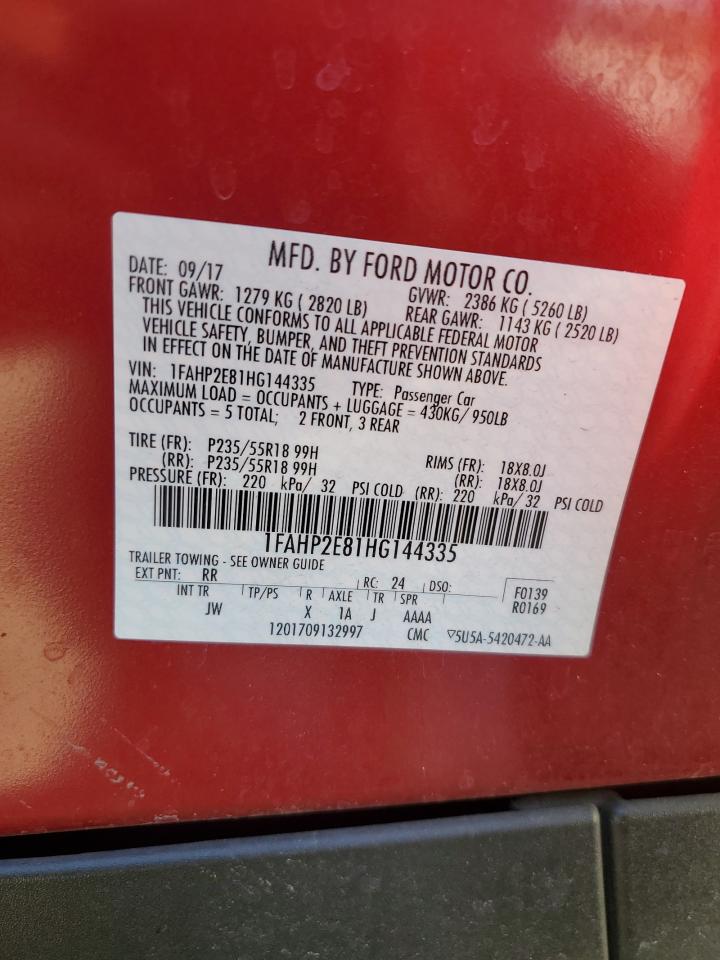 MFD. BY FORD MOTOR CO.
DATE: 09/17 GVWR: 2386 KG ( 5260 LB)
FRONT GAWR: 1279 KG ( 2820 LB) REAR GAWR: 1143 KG ( 2520 LB)
THIS VEHICLE CONFORMS TO ALL APPLICABLE FEDERAL MOTOR
VEHICLE SAFETY, BUMPER, AND THEFT PREVENTION STANDARDS
IN EFFECT ON THE DATE OF MANUFACTURE SHOWN ABOVE.
VIN: 1FAHP2E81HG144335 TYPE: Passenger Car
MAXIMUM LOAD = OCCUPANTS + LUGGAGE = 430KG/ 950LB
OCCUPANTS = 5 TOTAL; 2 FRONT, 3 REAR
TIRE (FR): P235/55R18 99H RIMS (FR): 18X8.0J
(RR): P235/55R18 99H (RR): 18X8.0J
PRESSURE (FR): 220 kPa/ 32 PSI COLD (RR): 220 kPa/ 32 PSI COLD
1FAHP2E81HG144335
TRAILER TOWING - SEE OWNER GUIDE
EXT PNT: RR RC: 24 DSO: F0139
INT TR TP/PS R AXLE TR SPR R0169
JW X 1A J AAAA
1201709132997 CMC ▽5U5A-5420472-AA